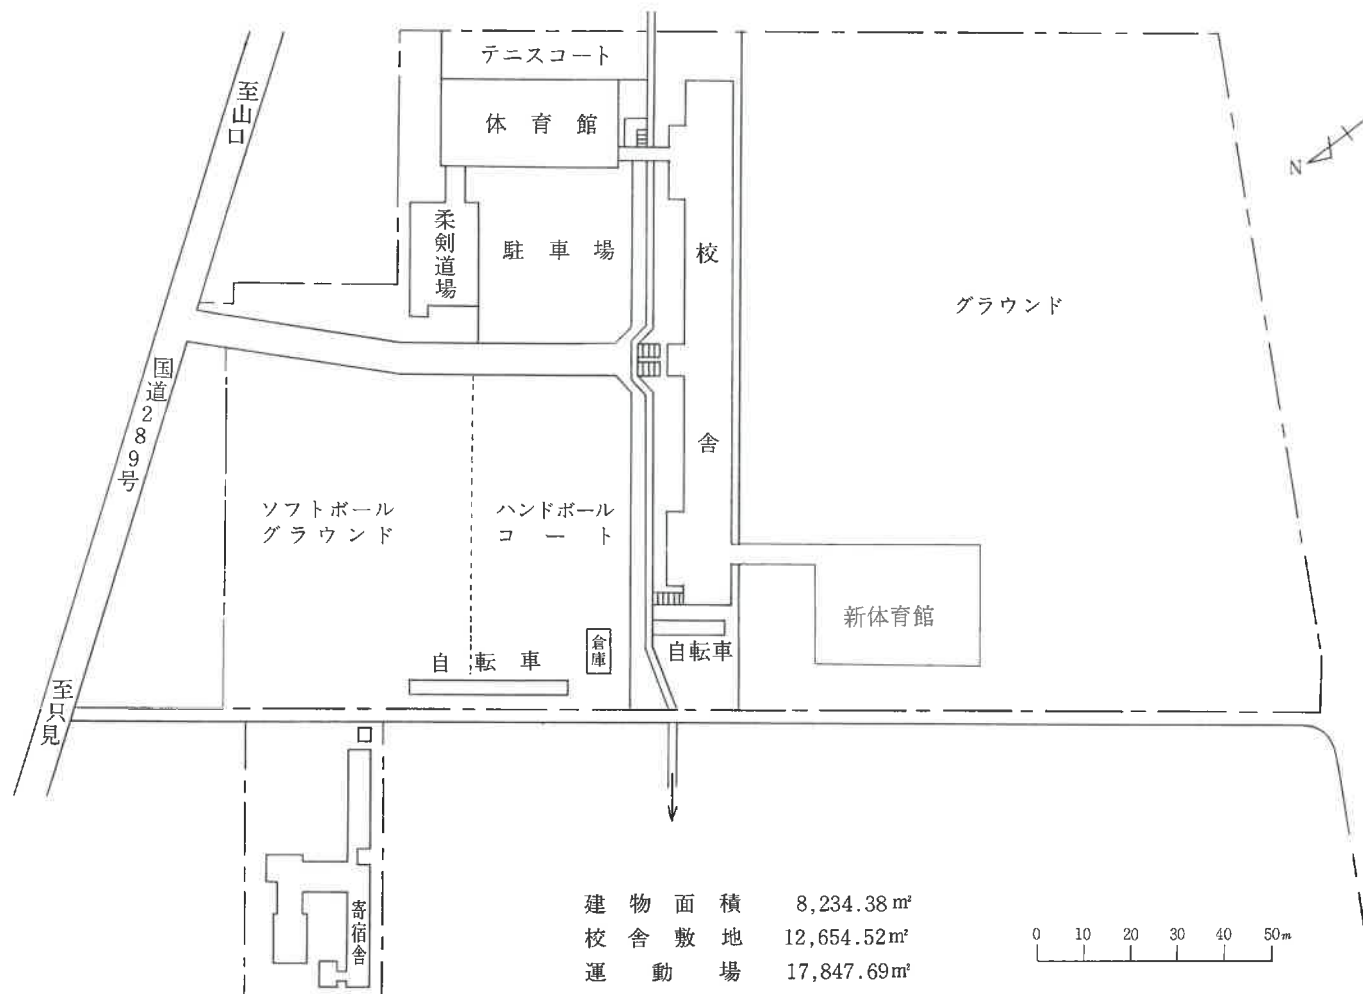 テニスコート
体育館
至山口
柔剣道場
駐車場
校舎
グラウンド
N
国道289号
ソフトボール
グラウンド
ハンドボール
コート
新体育館
倉庫
自転車
自転車
至只見
寄宿舎
建物面積 8,234.38㎡
校舎敷地 12,654.52㎡
運動場 17,847.69㎡
0 10 20 30 40 50m